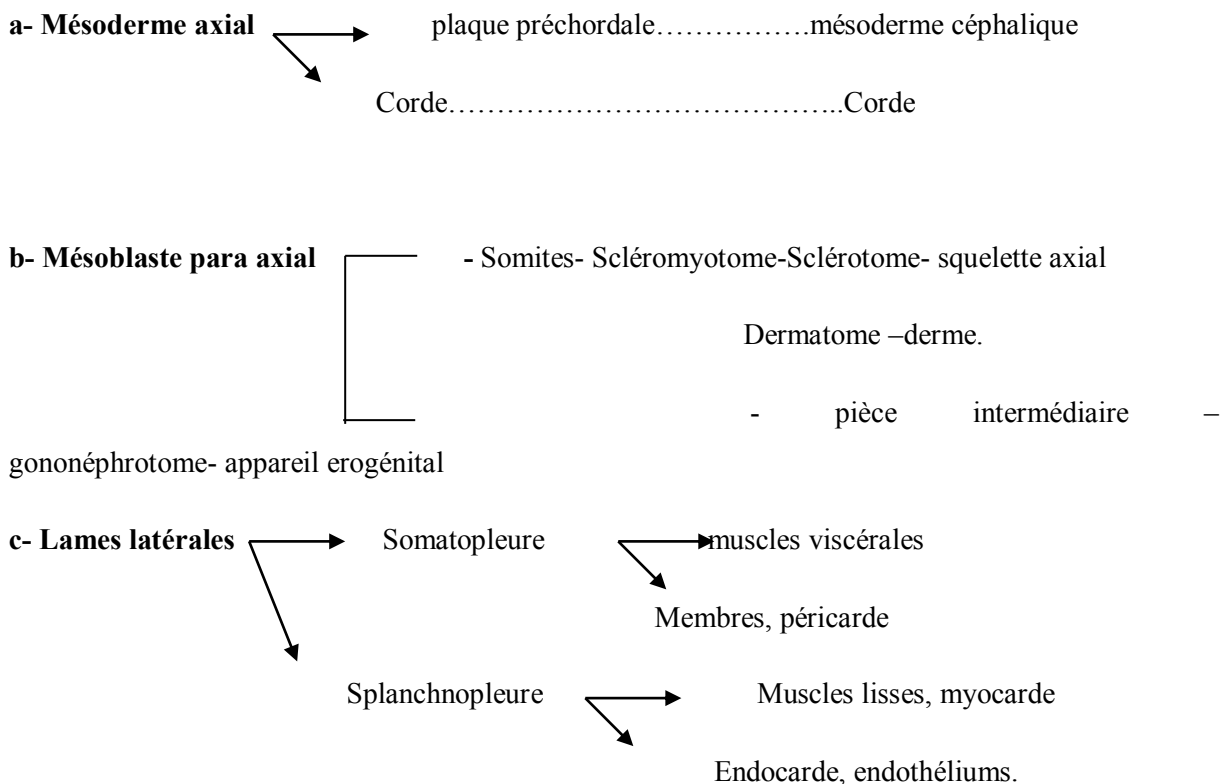 a- Mésoderme axial plaque préchordale…………….mésoderme céphalique
Corde…………………………………..Corde
b- Mésoblaste para axial - Somites- Scléromyotome-Sclérotome- squelette axial
Dermatome –derme.
- pièce intermédiaire –
gononéphrotome- appareil erogénital
c- Lames latérales Somatopleure muscles viscérales
Membres, péricarde
Splanchnopleure Muscles lisses, myocarde
Endocarde, endothéliums.